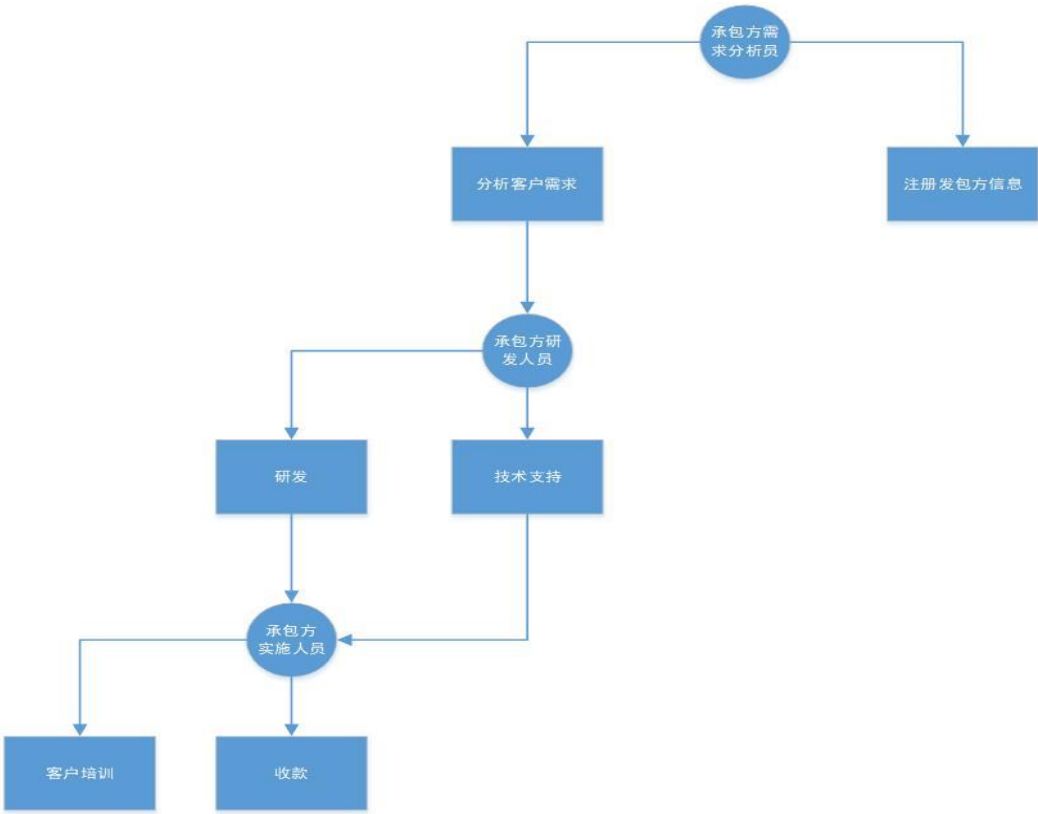 承包方需
求分析员
分析客户需求
注册发包方信息
承包方研
发人员
研发
技术支持
承包方
实施人员
客户培训
收款